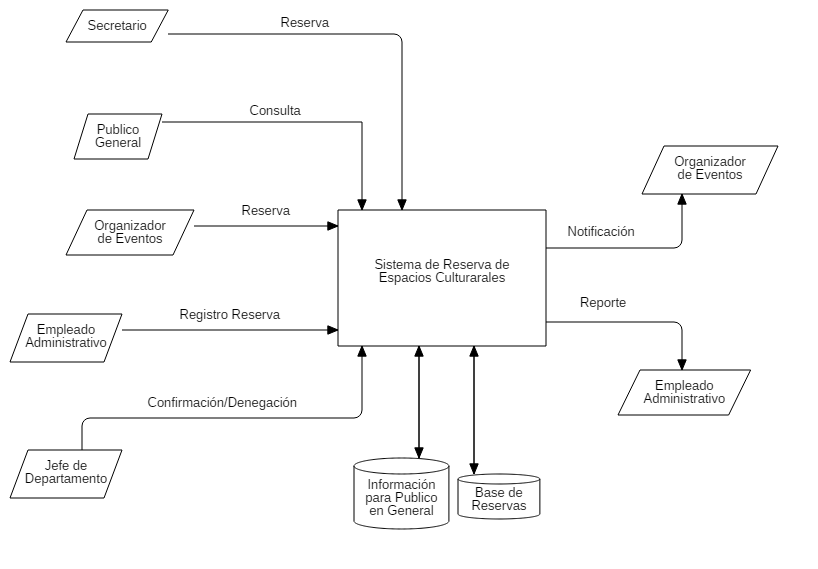 Secretario
Reserva
Publico
General
Consulta
Organizador
de Eventos
Reserva
Empleado
Administrativo
Registro Reserva
Jefe de
Departamento
Confirmación/Denegación
Sistema de Reserva de
Espacios Culturarales
Organizador
de Eventos
Notificación
Reporte
Empleado
Administrativo
Información
para Publico
en General
Base de
Reservas